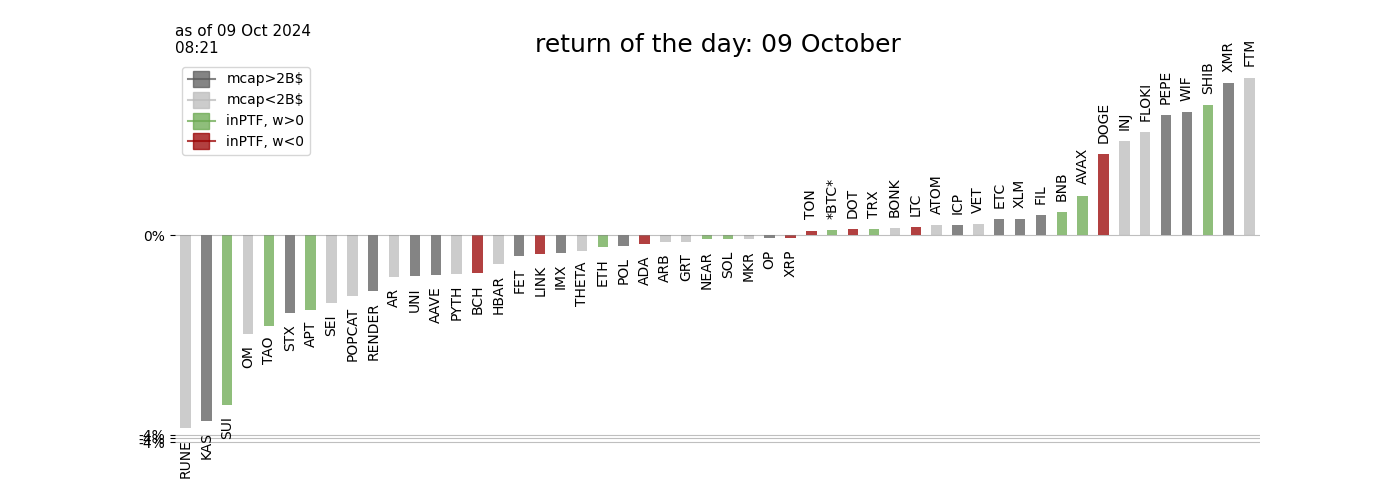 as of 09 Oct 2024
08:21
return of the day: 09 October
mcap>2B$
mcap<2B$
inPTF, w>0
inPTF, w<0
0%
-4%
-4%
RUNE
KAS
SUI
OM
TAO
STX
APT
SEI
POPCAT
RENDER
AR
UNI
AAVE
PYTH
BCH
HBAR
FET
LINK
IMX
THETA
ETH
POL
ADA
ARB
GRT
NEAR
SOL
MKR
OP
XRP
TON
*BTC*
DOT
TRX
BONK
LTC
ATOM
ICP
VET
ETC
XLM
FIL
BNB
AVAX
DOGE
INJ
FLOKI
PEPE
WIF
SHIB
XMR
FTM